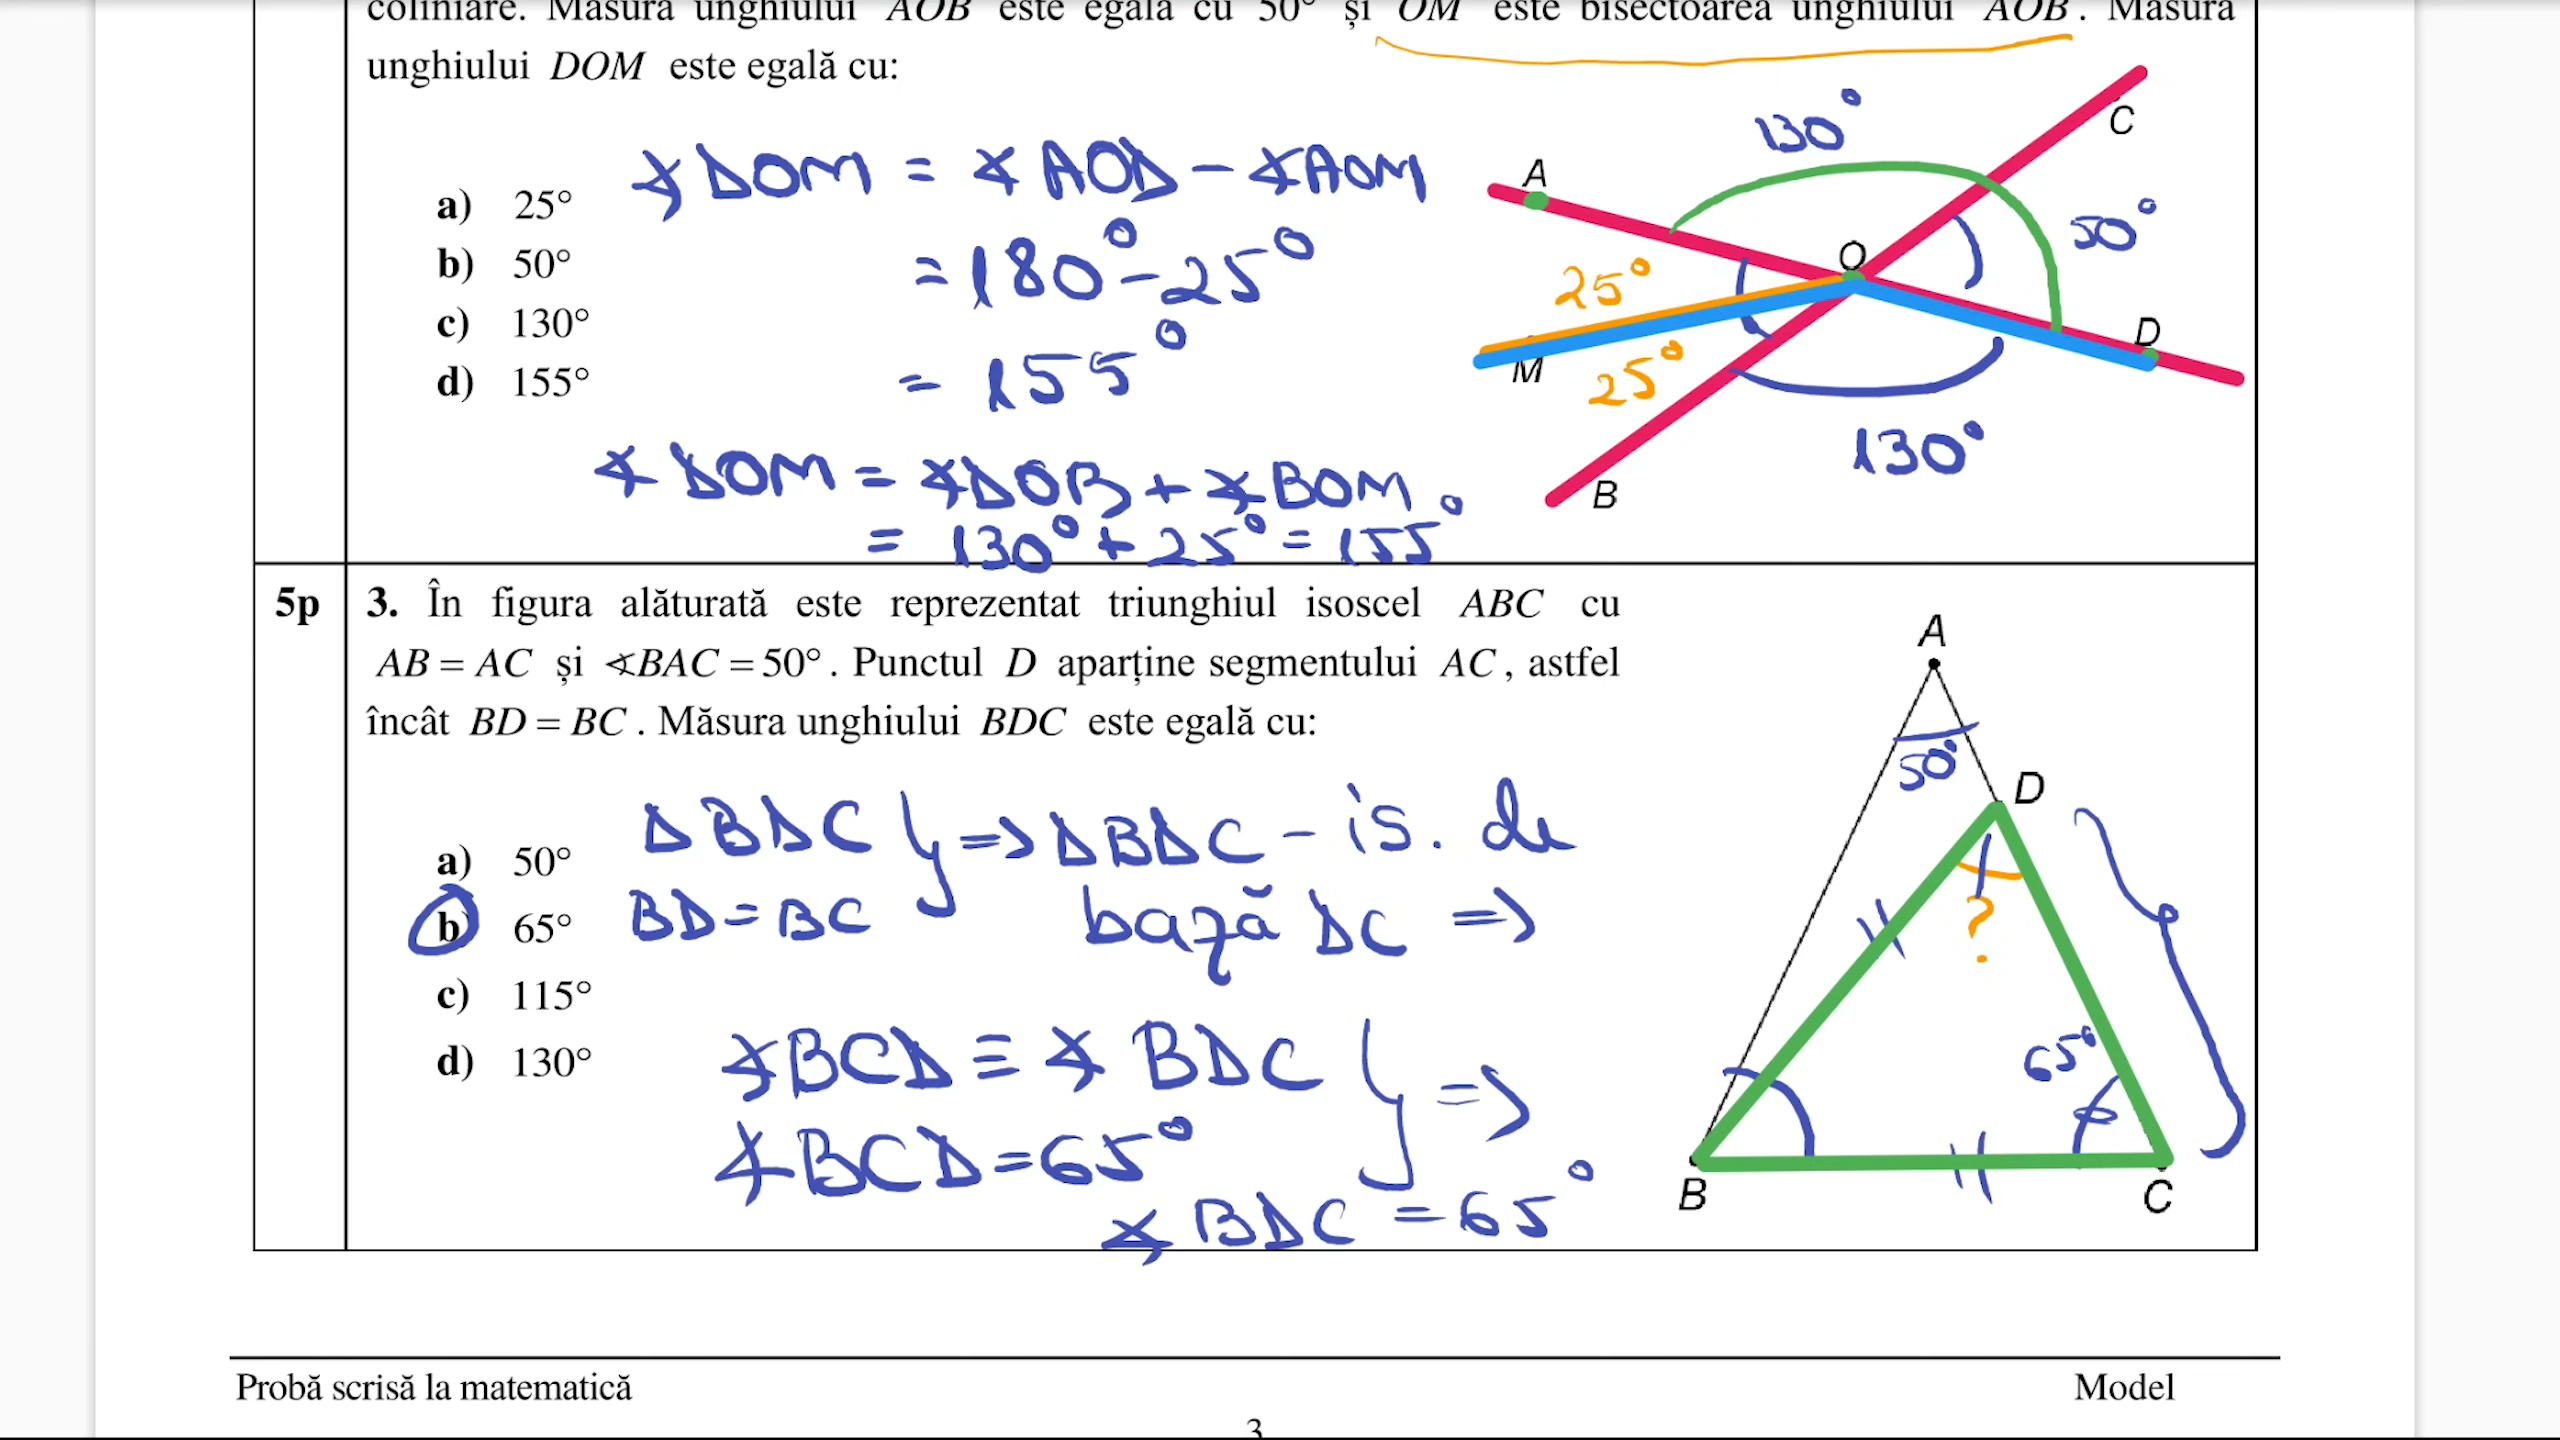 coliniare. Măsura unghiului AOB este egală cu 50° și OM este bisectoarea unghiului AOB. Măsura
unghiului DOM este egală cu:
a) 25°
b) 50°
c) 130°
d) 155°
∢DOM = ∢AOD - ∢AOM
= 180° - 25°
= 155°
∢DOM = ∢DOB + ∢BOM
= 130° + 25° = 155°
130°
C
A
50°
O
25°
D
M
25°
130°
B
5p
3. În figura alăturată este reprezentat triunghiul isoscel ABC cu
AB = AC și ∢BAC = 50°. Punctul D aparține segmentului AC, astfel
încât BD = BC. Măsura unghiului BDC este egală cu:
a) 50°
b) 65°
c) 115°
d) 130°
ΔBDC } => ΔBDC - is. de
BD = BC bază DC =>
∢BCD ≡ ∢BDC } =>
∢BCD = 65°
∢BDC = 65°
A
50°
D
?
65°
B
C
Probă scrisă la matematică Model
3